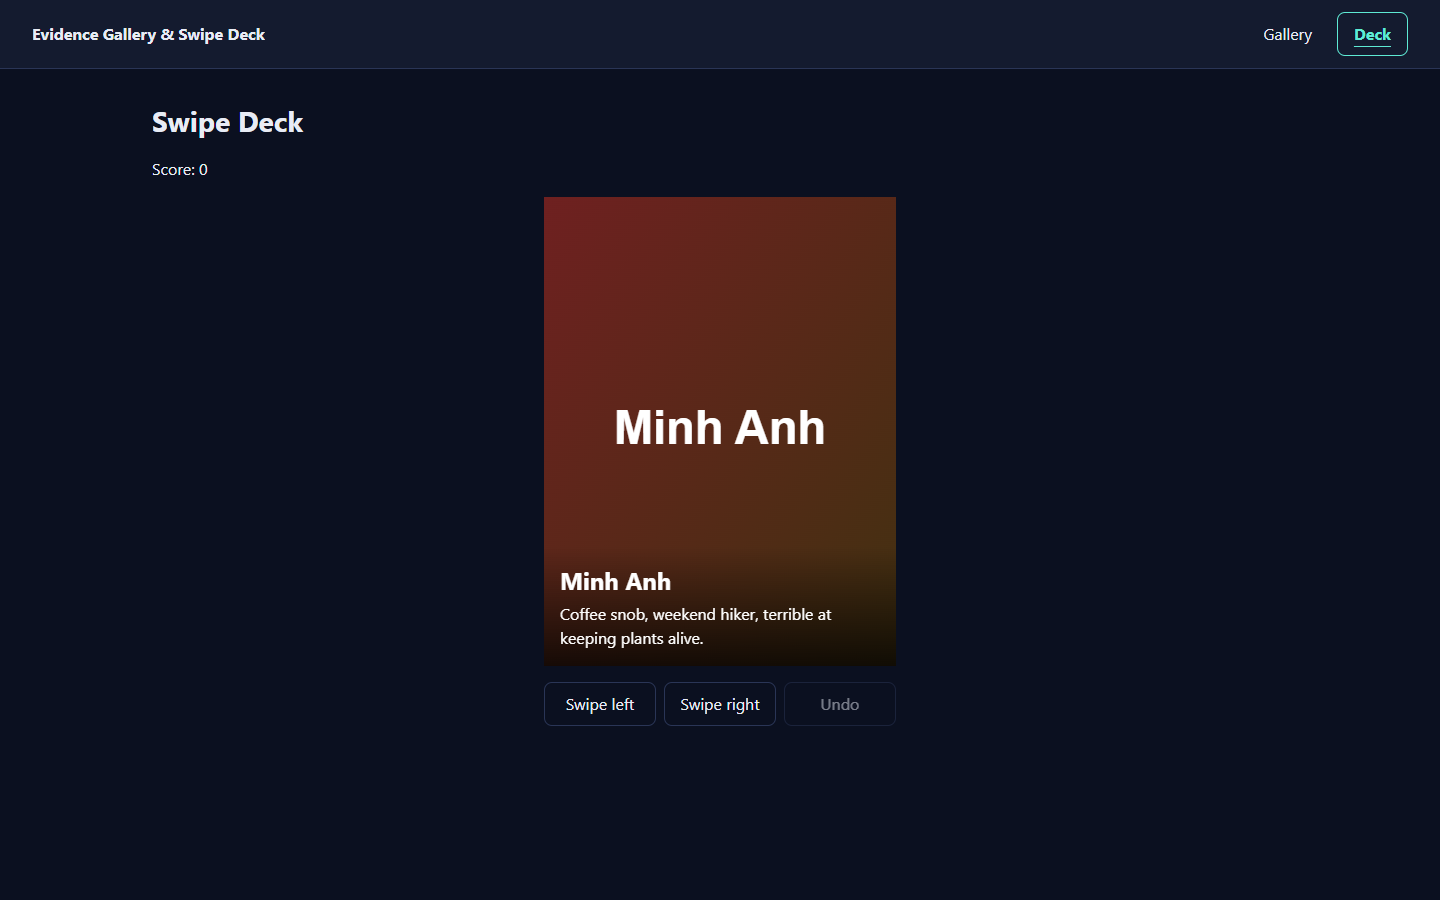 Evidence Gallery & Swipe Deck
Gallery
Deck
Swipe Deck
Score: 0
Minh Anh
Minh Anh
Coffee snob, weekend hiker, terrible at
keeping plants alive.
Swipe left
Swipe right
Undo